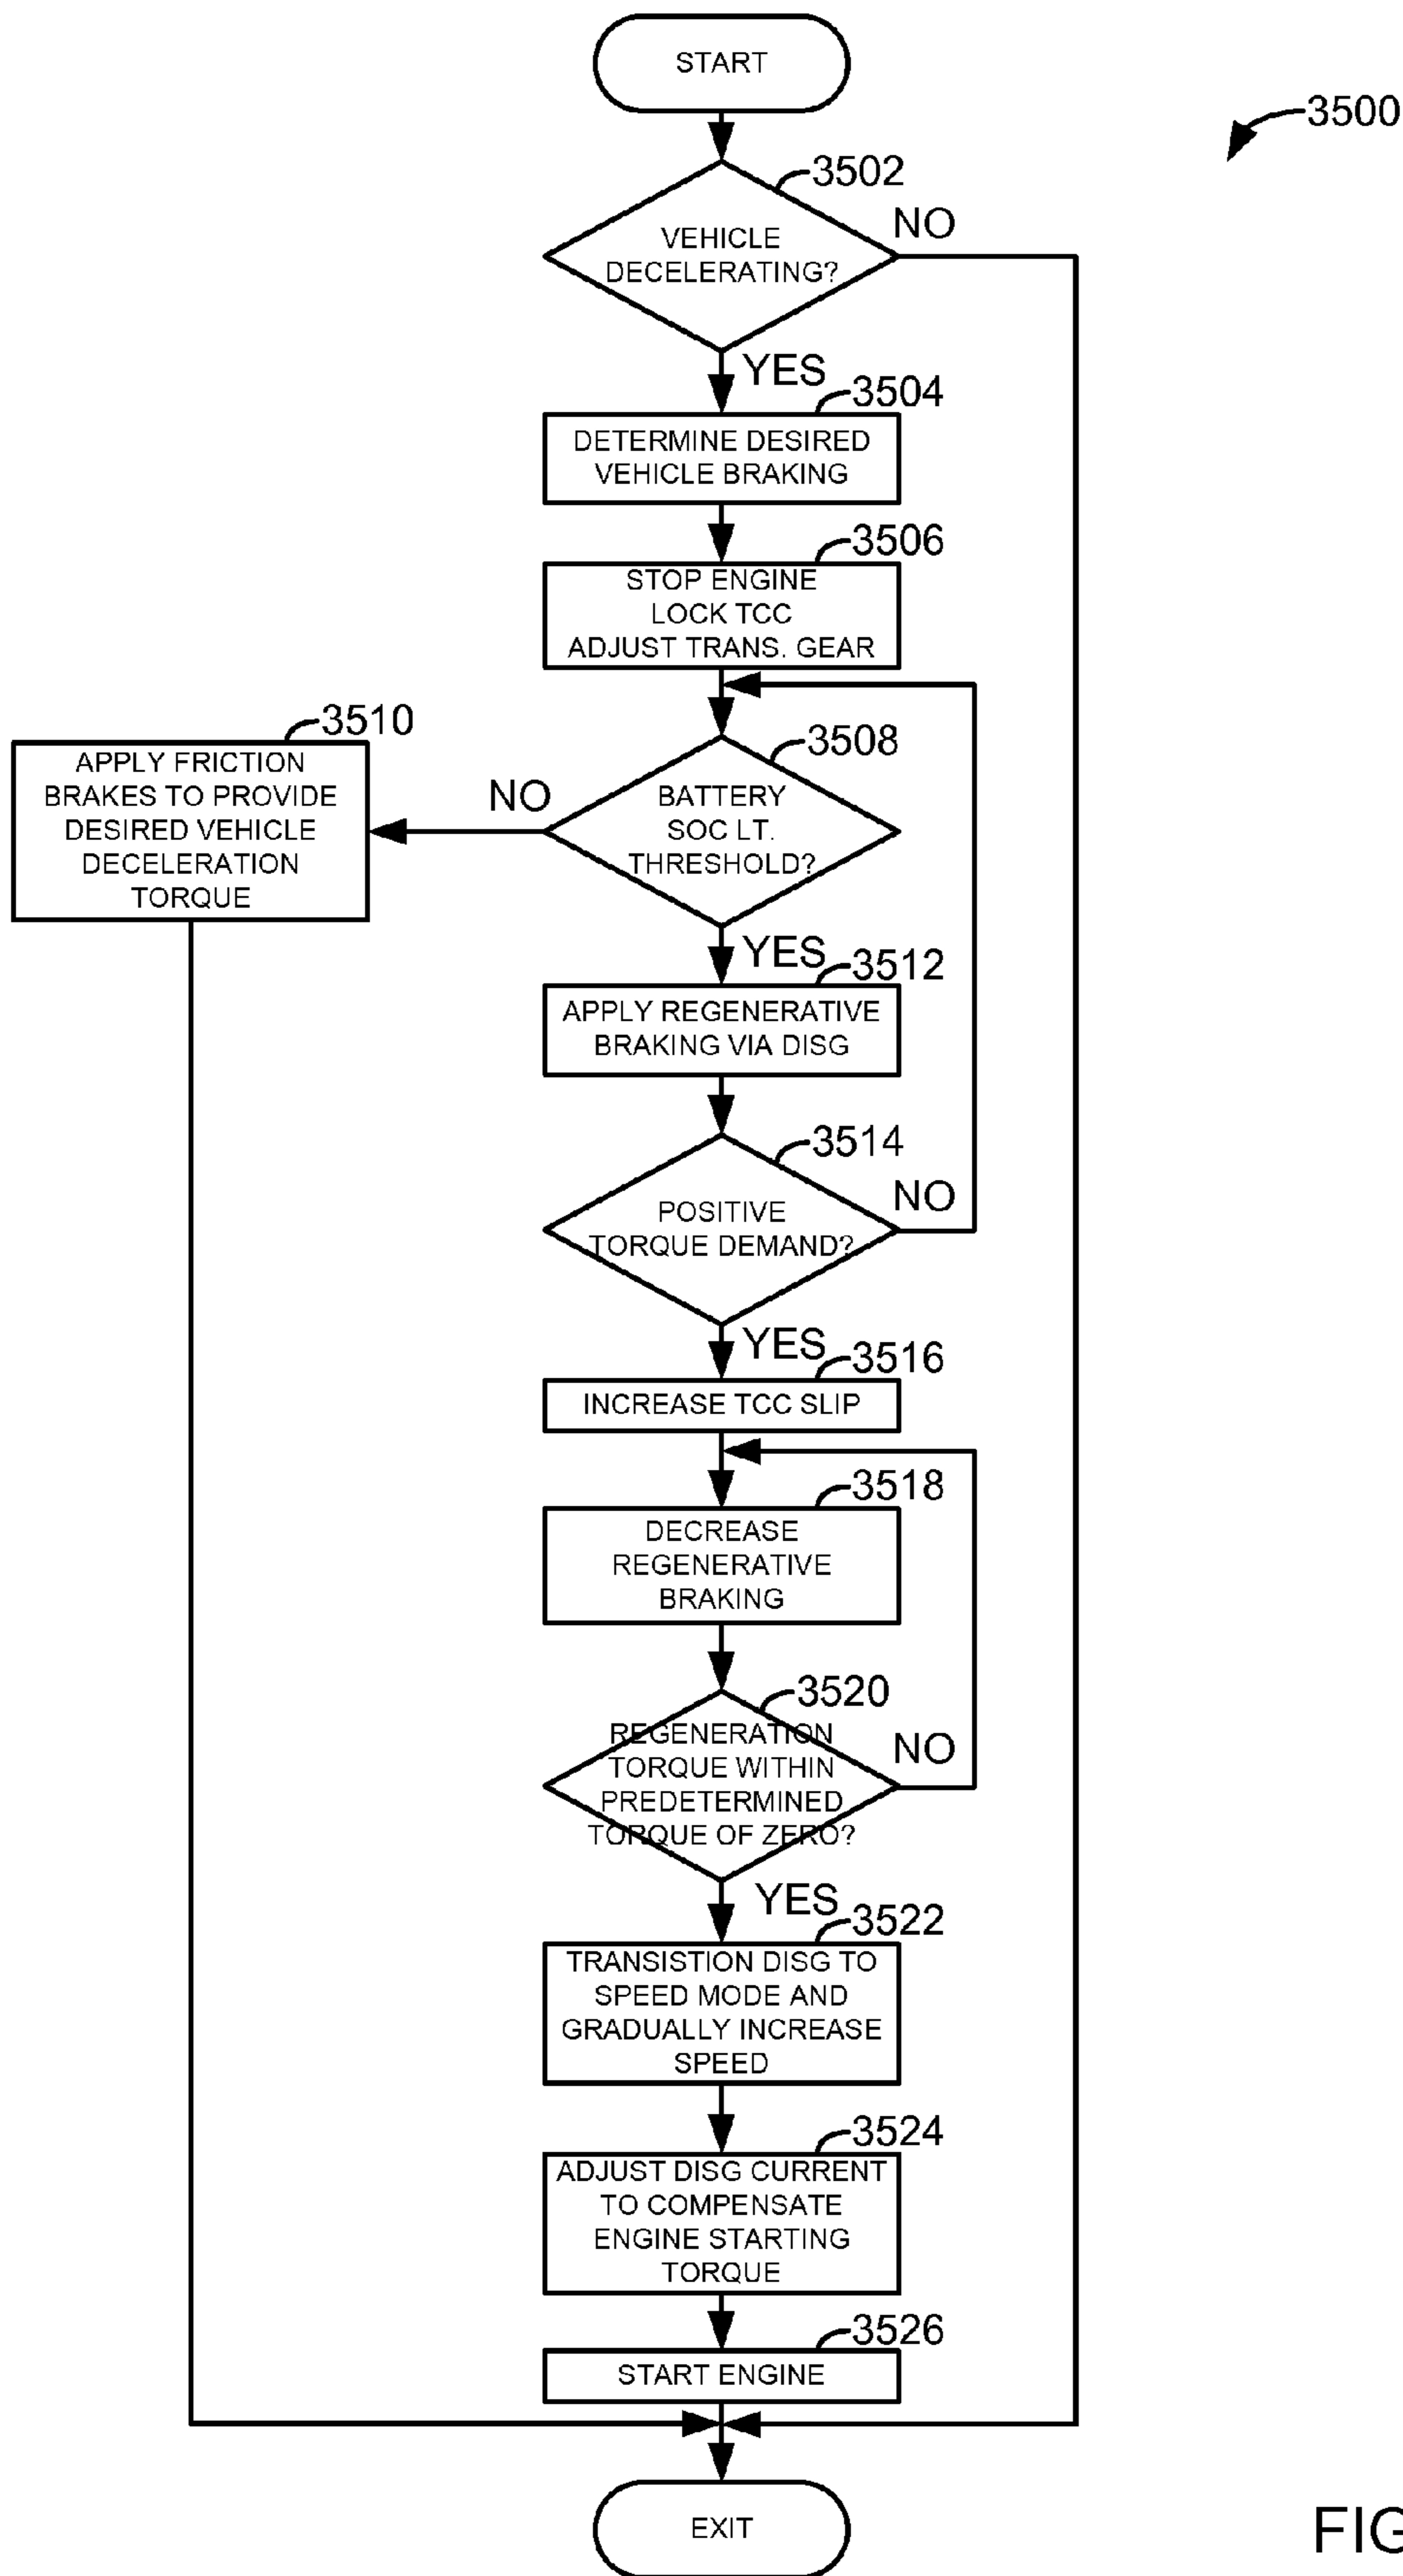 START
3500
3502
VEHICLE
DECELERATING?
NO
YES
3504
DETERMINE DESIRED
VEHICLE BRAKING
3506
STOP ENGINE
LOCK TCC
ADJUST TRANS. GEAR
3510
APPLY FRICTION
BRAKES TO PROVIDE
DESIRED VEHICLE
DECELERATION
TORQUE
NO
3508
BATTERY
SOC LT.
THRESHOLD?
YES
3512
APPLY REGENERATIVE
BRAKING VIA DISG
3514
POSITIVE
TORQUE DEMAND?
NO
YES
3516
INCREASE TCC SLIP
3518
DECREASE
REGENERATIVE
BRAKING
3520
REGENERATION
TORQUE WITHIN
PREDETERMINED
TORQUE OF ZERO?
NO
YES
3522
TRANSISTION DISG TO
SPEED MODE AND
GRADUALLY INCREASE
SPEED
3524
ADJUST DISG CURRENT
TO COMPENSATE
ENGINE STARTING
TORQUE
3526
START ENGINE
EXIT